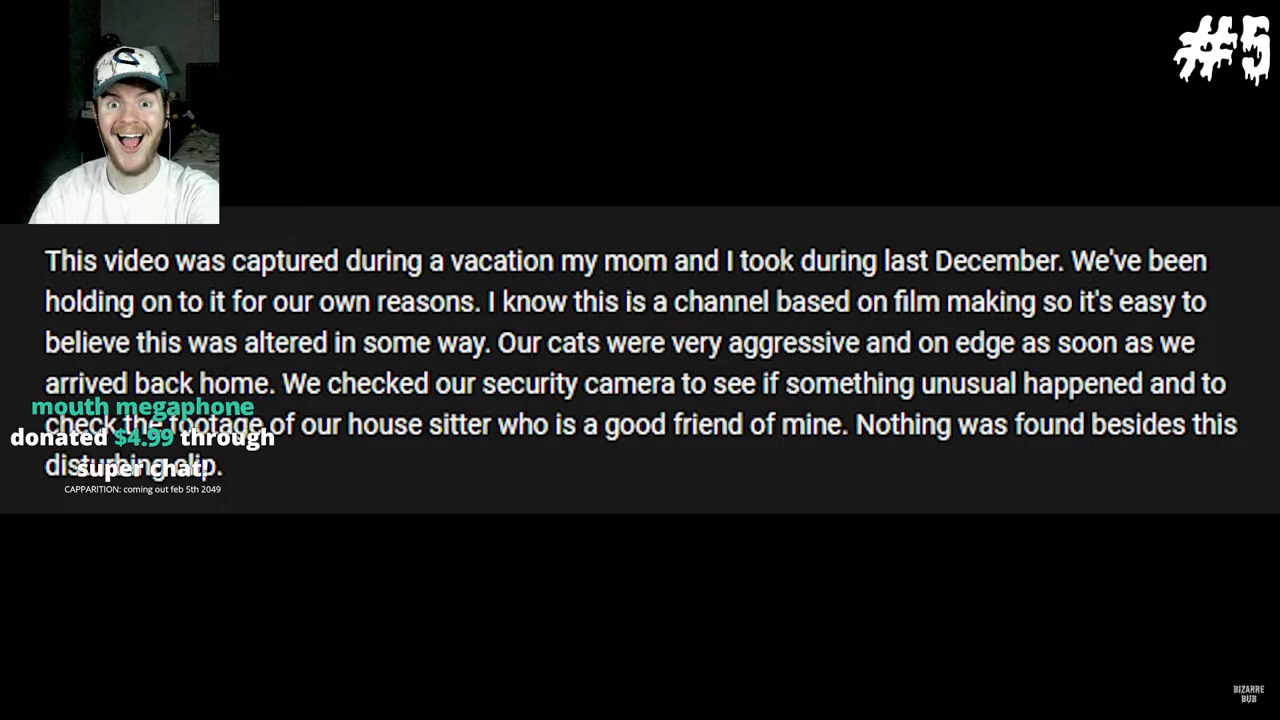 #5
This video was captured during a vacation my mom and I took during last December. We've been
holding on to it for our own reasons. I know this is a channel based on film making so it's easy to
believe this was altered in some way. Our cats were very aggressive and on edge as soon as we
arrived back home. We checked our security camera to see if something unusual happened and to
check the footage of our house sitter who is a good friend of mine. Nothing was found besides this
disturbing clip.
mouth megaphone
donated $4.99 through
super chat!
CAPPARITION: coming out feb 5th 2049
BIZARRE
BUB